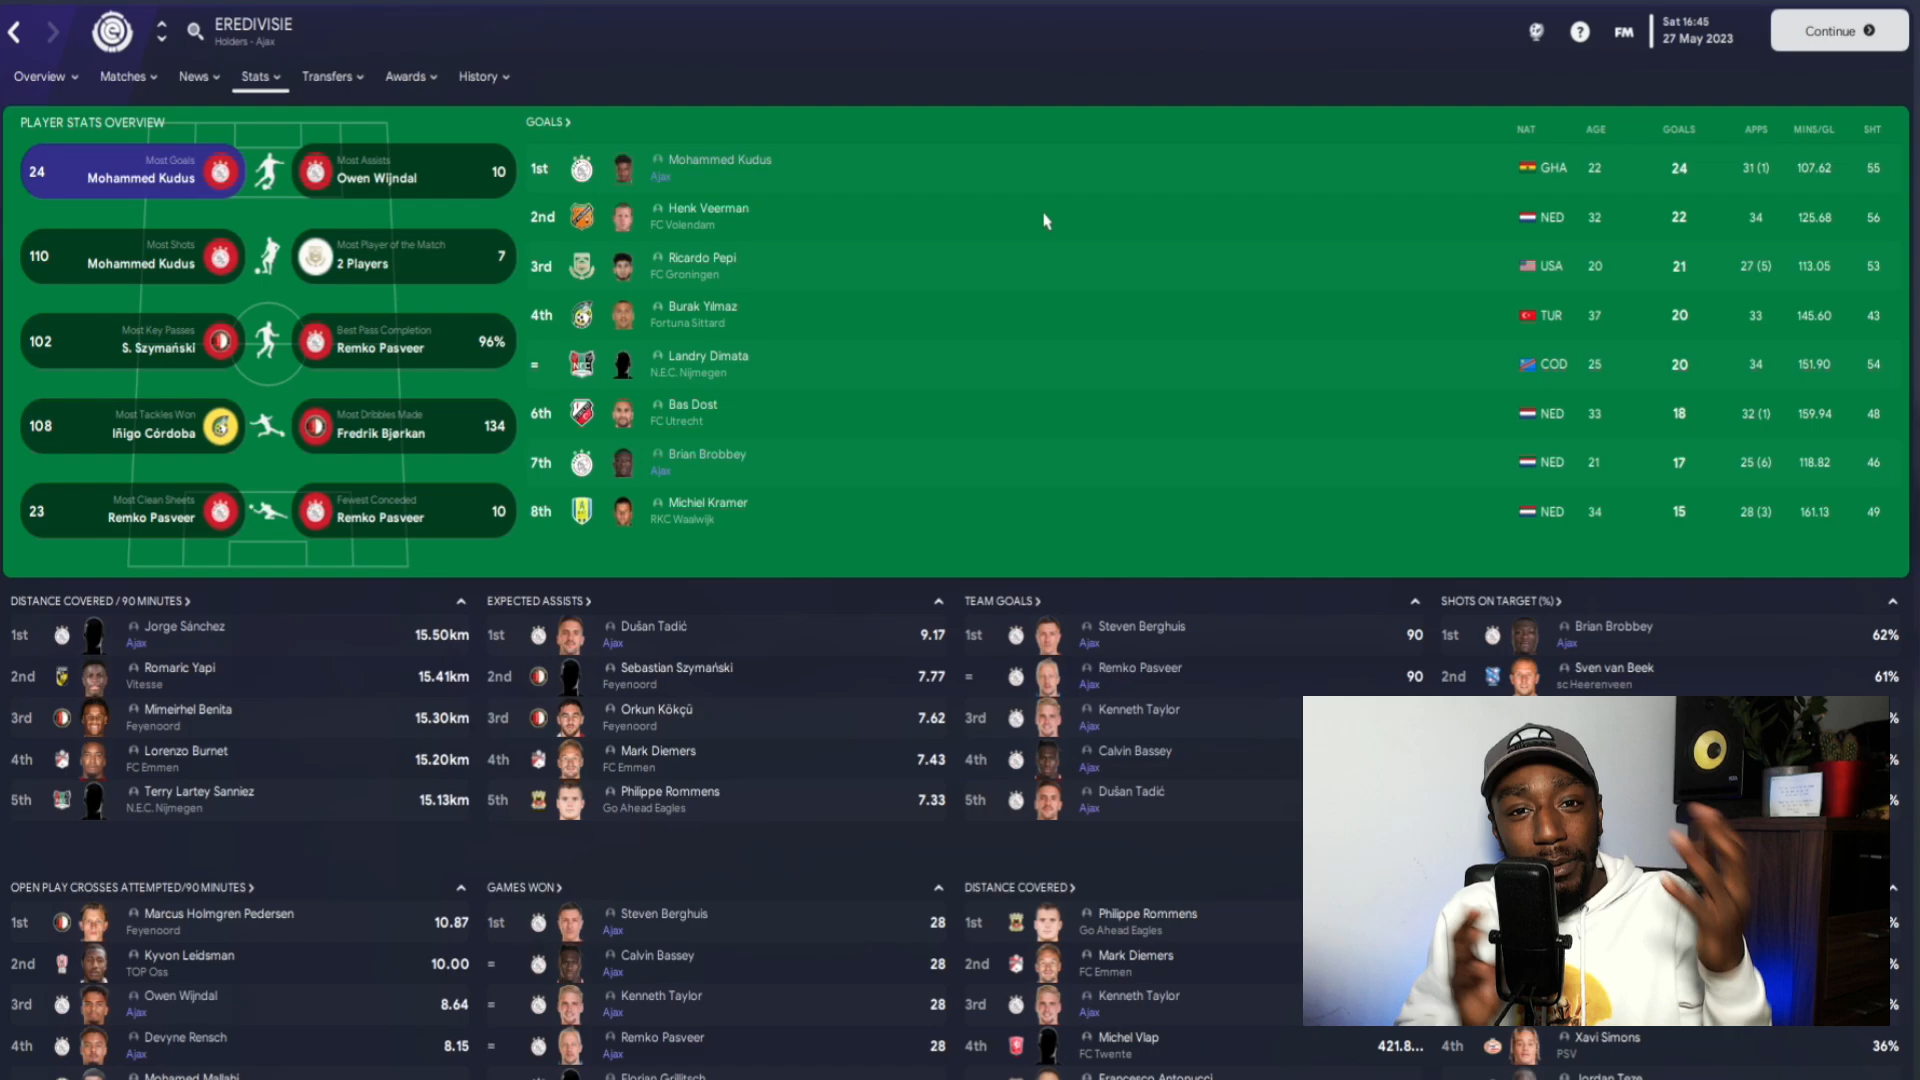 EREDIVISIE
Holders - Ajax
FM
Sat 16:45
27 May 2023
Continue
Overview
Matches
News
Stats
Transfers
Awards
History
PLAYER STATS OVERVIEW
24
Most Goals
Mohammed Kudus
Most Assists
Owen Wijndal
10
110
Most Shots
Mohammed Kudus
Most Player of the Match
2 Players
7
102
Most Key Passes
S. Szymański
Best Pass Completion
Remko Pasveer
96%
108
Most Tackles Won
Iñigo Córdoba
Most Dribbles Made
Fredrik Bjørkan
134
23
Most Clean Sheets
Remko Pasveer
Fewest Conceded
Remko Pasveer
10
GOALS >
NAT AGE GOALS APPS MINS/GL SHT
1st Mohammed Kudus GHA 22 24 31 (1) 107.62 55
Ajax
2nd Henk Veerman NED 32 22 34 125.68 56
FC Volendam
3rd Ricardo Pepi USA 20 21 27 (5) 113.05 53
FC Groningen
4th Burak Yılmaz TUR 37 20 33 145.60 43
Fortuna Sittard
= Landry Dimata COD 25 20 34 151.90 54
N.E.C. Nijmegen
6th Bas Dost NED 33 18 32 (1) 159.94 48
FC Utrecht
7th Brian Brobbey NED 21 17 25 (6) 118.82 46
Ajax
8th Michiel Kramer NED 34 15 28 (3) 161.13 49
RKC Waalwijk
DISTANCE COVERED / 90 MINUTES >
1st Jorge Sánchez 15.50km
Ajax
2nd Romaric Yapi 15.41km
Vitesse
3rd Mimeirhel Benita 15.30km
Feyenoord
4th Lorenzo Burnet 15.20km
FC Emmen
5th Terry Lartey Sanniez 15.13km
N.E.C. Nijmegen
EXPECTED ASSISTS >
1st Dušan Tadić 9.17
Ajax
2nd Sebastian Szymański 7.77
Feyenoord
3rd Orkun Kökçü 7.62
Feyenoord
4th Mark Diemers 7.43
FC Emmen
5th Philippe Rommens 7.33
Go Ahead Eagles
TEAM GOALS >
1st Steven Berghuis 90
Ajax
= Remko Pasveer 90
Ajax
3rd Kenneth Taylor
Ajax
4th Calvin Bassey
Ajax
5th Dušan Tadić
Ajax
SHOTS ON TARGET (%) >
1st Brian Brobbey 62%
Ajax
2nd Sven van Beek 61%
sc Heerenveen
%
%
%
OPEN PLAY CROSSES ATTEMPTED/90 MINUTES >
1st Marcus Holmgren Pedersen 10.87
Feyenoord
2nd Kyvon Leidsman 10.00
TOP Oss
3rd Owen Wijndal 8.64
Ajax
4th Devyne Rensch 8.15
Ajax
Mohamed Mallahi
GAMES WON >
1st Steven Berghuis 28
Ajax
= Calvin Bassey 28
Ajax
= Kenneth Taylor 28
Ajax
= Remko Pasveer 28
Ajax
Florian Grillitsch
DISTANCE COVERED >
1st Philippe Rommens
Go Ahead Eagles
2nd Mark Diemers
FC Emmen
3rd Kenneth Taylor
Ajax
4th Michel Vlap 421.8...
FC Twente
Francesco Antonucci
%
%
%
4th Xavi Simons 36%
PSV
Jordan Teze